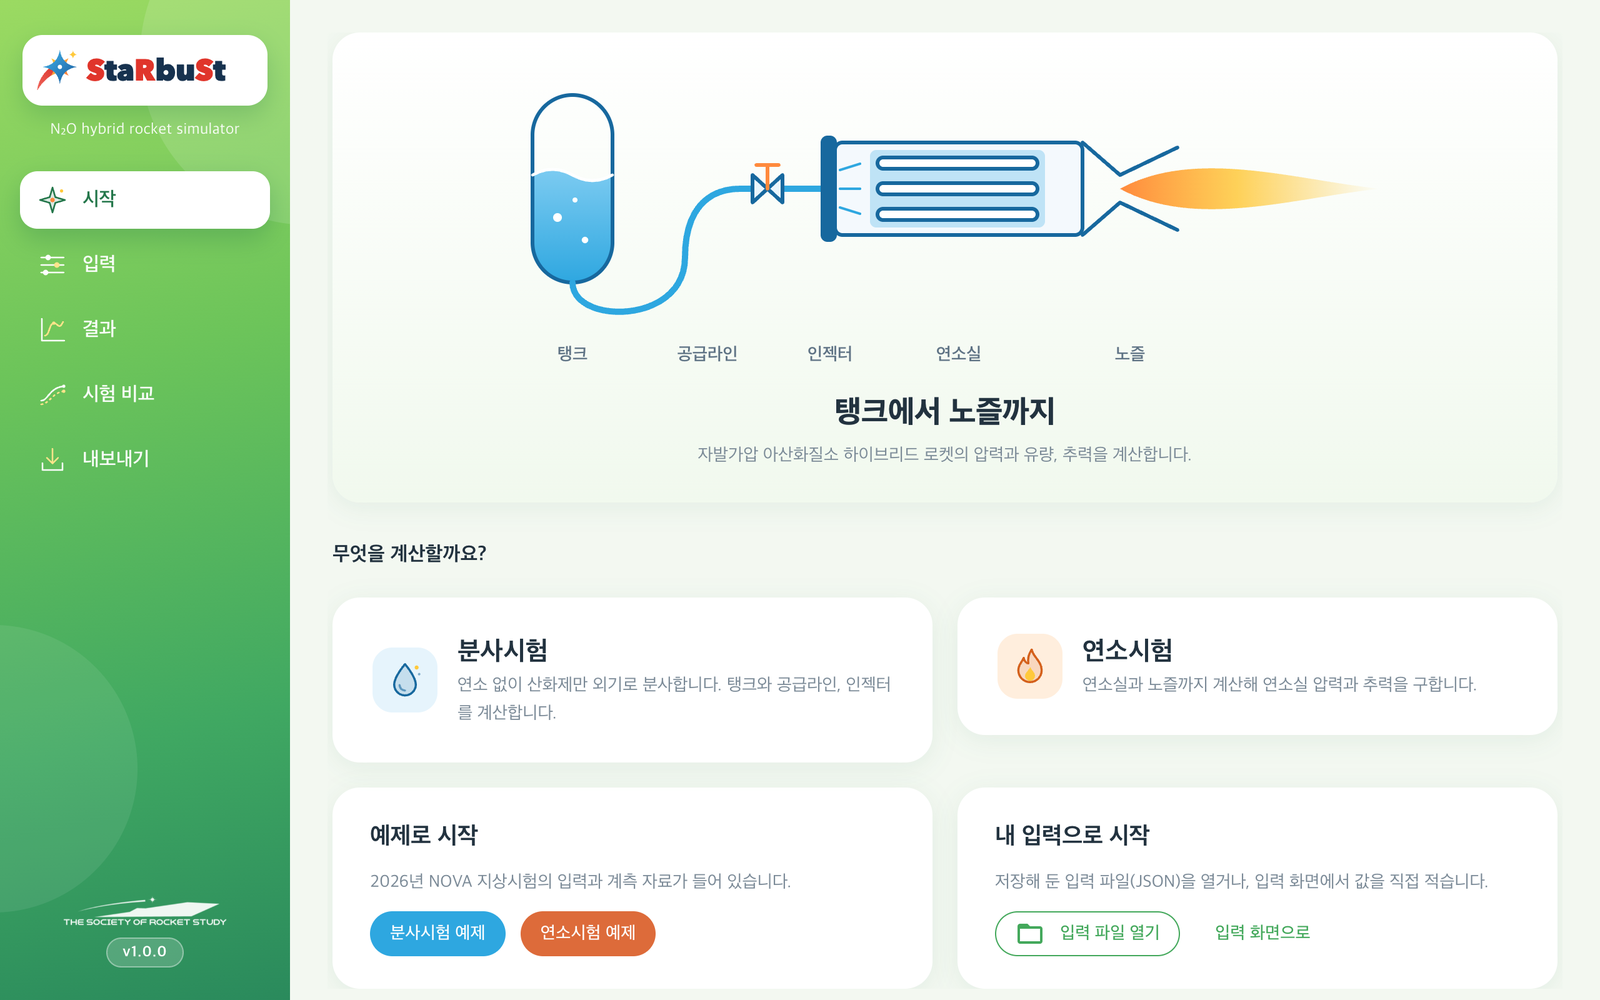 StaRbuSt
N₂O hybrid rocket simulator
시작
입력
결과
시험 비교
내보내기
THE SOCIETY OF ROCKET STUDY
v1.0.0
탱크 공급라인 인젝터 연소실 노즐
탱크에서 노즐까지
자발가압 아산화질소 하이브리드 로켓의 압력과 유량, 추력을 계산합니다.
무엇을 계산할까요?
분사시험
연소 없이 산화제만 외기로 분사합니다. 탱크와 공급라인, 인젝터
를 계산합니다.
연소시험
연소실과 노즐까지 계산해 연소실 압력과 추력을 구합니다.
예제로 시작
2026년 NOVA 지상시험의 입력과 계측 자료가 들어 있습니다.
분사시험 예제 연소시험 예제
내 입력으로 시작
저장해 둔 입력 파일(JSON)을 열거나, 입력 화면에서 값을 직접 적습니다.
입력 파일 열기 입력 화면으로